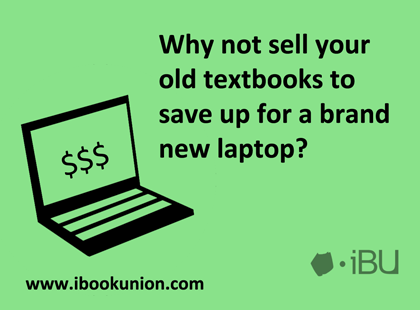 Why not sell your
old textbooks to
save up for a brand
new laptop?
$$$
iBU
www.ibookunion.com